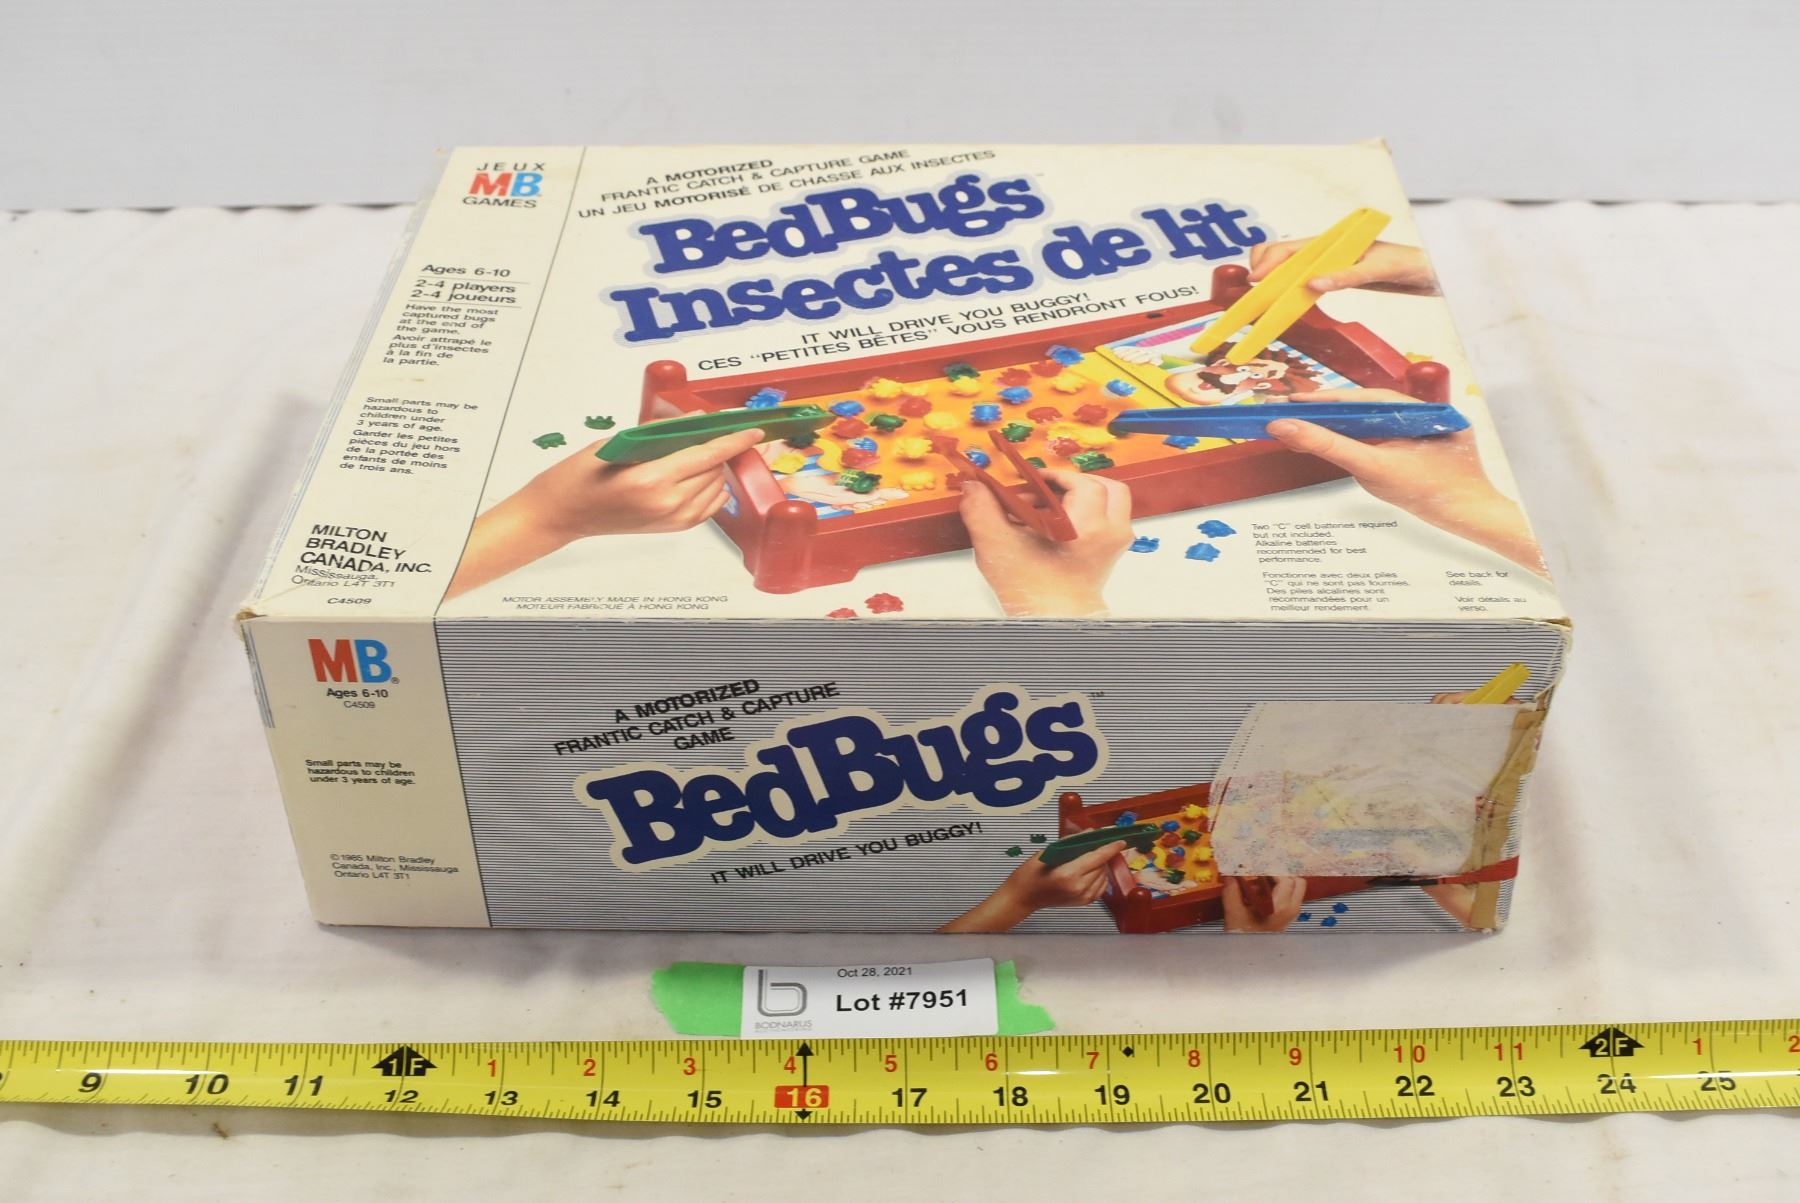 JEUX
MB
GAMES
Ages 6-10
2-4 players
2-4 joueurs
Have the most
captured bugs
at the end of
the game.
Avoir attrapé le
plus d'insectes
à la fin de
la partie.
Small parts may be
hazardous to
children under
3 years of age.
Garder les petites
pièces du jeu hors
de la portée des
enfants de moins
de trois ans.
MILTON
BRADLEY
CANADA, INC.
Mississauga,
Ontario L4T 3T1
C4509
A MOTORIZED
FRANTIC CATCH & CAPTURE GAME
UN JEU MOTORISÉ DE CHASSE AUX INSECTES
BedBugs
Insectes de lit
IT WILL DRIVE YOU BUGGY!
CES "PETITES BÊTES" VOUS RENDRONT FOUS!
Two "C" cell batteries required
but not included.
Alkaline batteries
recommended for best
performance.
Fonctionne avec deux piles
"C" qui ne sont pas fournies.
Des piles alcalines sont
recommandées pour un
meilleur rendement.
See back for
details.
Voir détails au
verso.
MOTOR ASSEMBLY MADE IN HONG KONG
MOTEUR FABRIQUÉ À HONG KONG
MB®
Ages 6-10
C4509
Small parts may be
hazardous to children
under 3 years of age.
© 1985 Milton Bradley
Canada, Inc., Mississauga
Ontario L4T 3T1
A MOTORIZED
FRANTIC CATCH & CAPTURE
GAME
BedBugs™
IT WILL DRIVE YOU BUGGY!
Oct 28, 2021
Lot #7951
BODNARUS
1F 1 2 3 4 5 6 7 8 9 10 11 2F 1 2
9 10 11 12 13 14 15 16 17 18 19 20 21 22 23 24 25